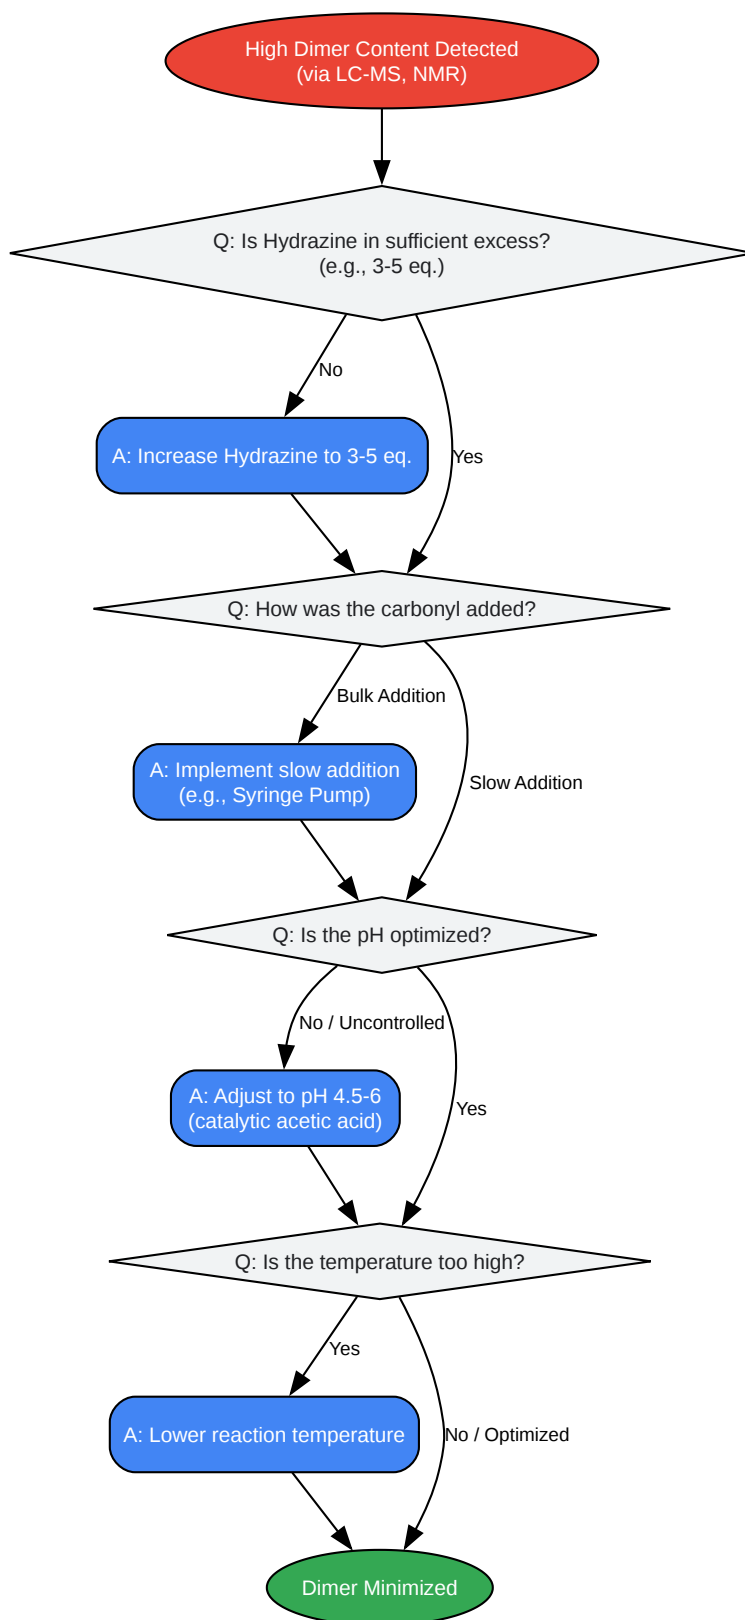 High Dimer Content Detected
(via LC-MS, NMR)
Q: Is Hydrazine in sufficient excess?
(e.g., 3-5 eq.)
No
A: Increase Hydrazine to 3-5 eq.
Yes
Q: How was the carbonyl added?
Bulk Addition
A: Implement slow addition
(e.g., Syringe Pump)
Slow Addition
Q: Is the pH optimized?
No / Uncontrolled
A: Adjust to pH 4.5-6
(catalytic acetic acid)
Yes
Q: Is the temperature too high?
Yes
A: Lower reaction temperature
No / Optimized
Dimer Minimized